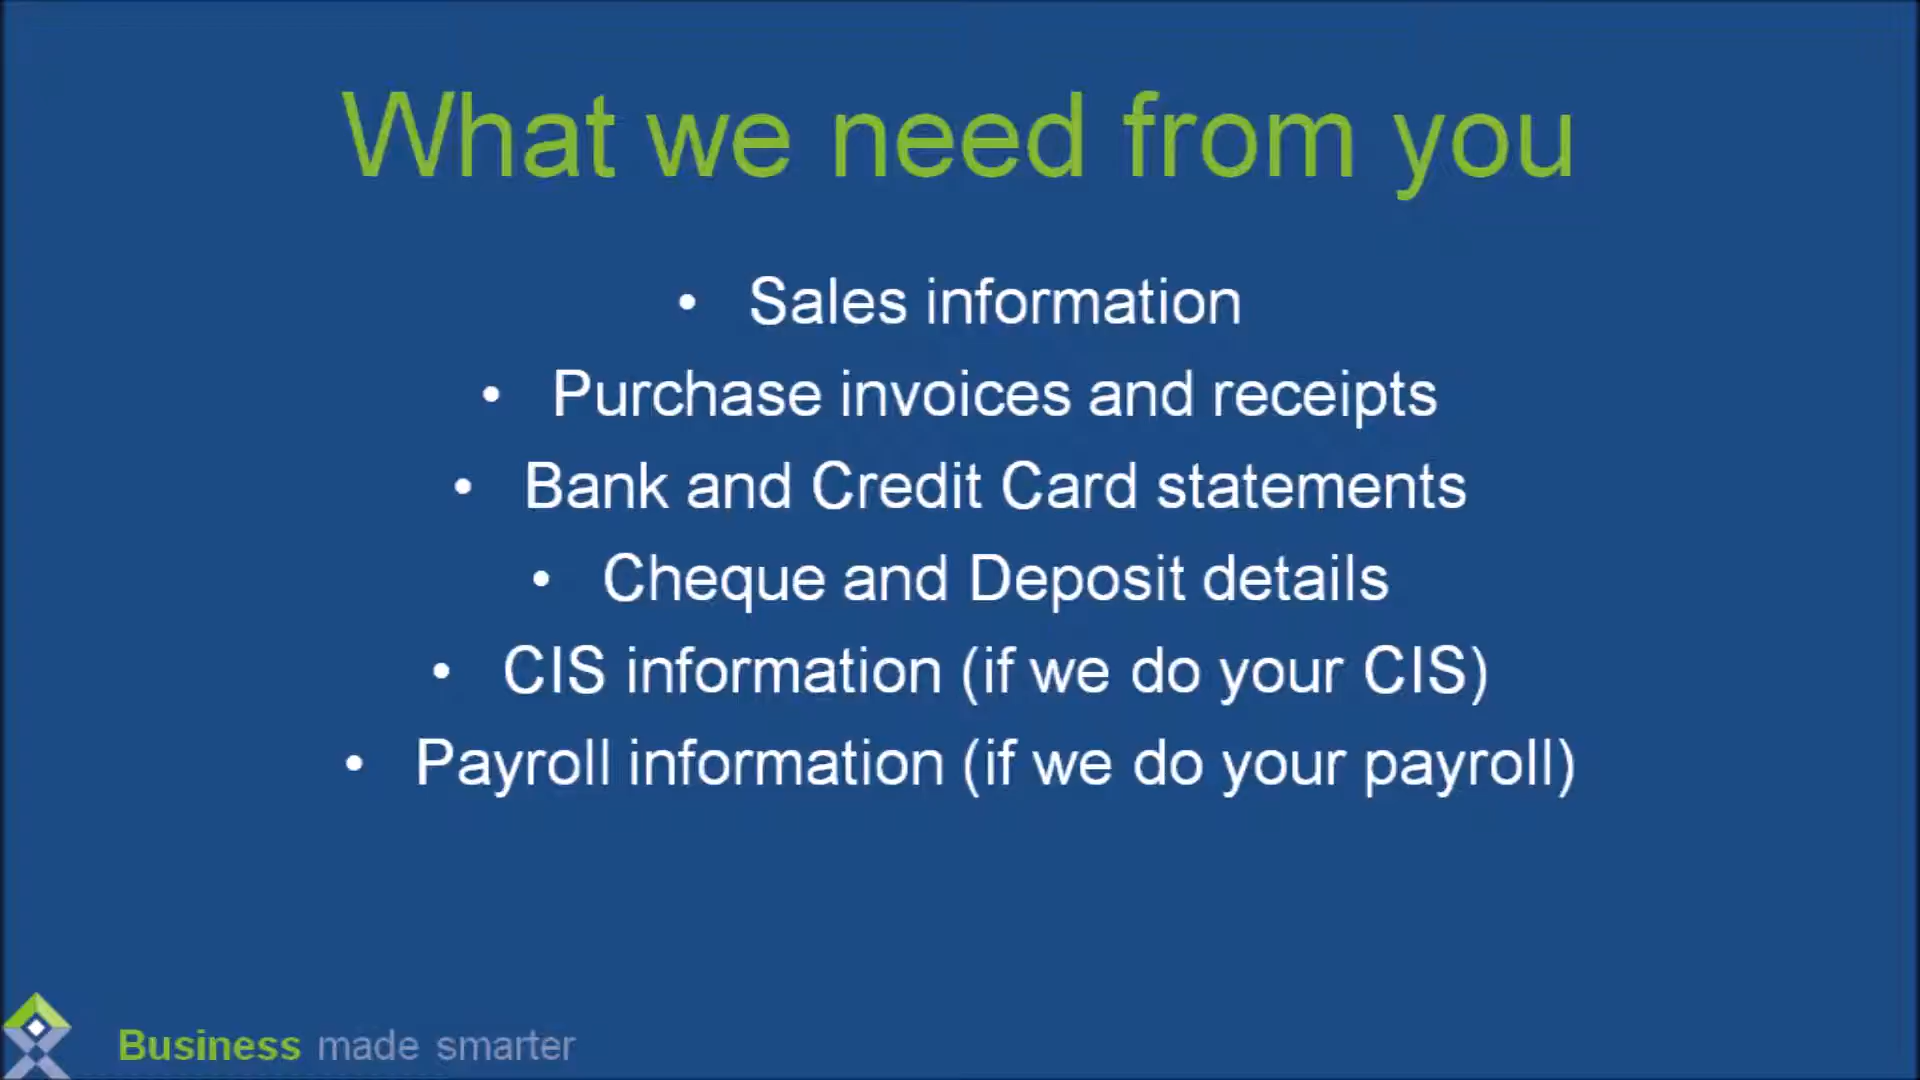 What we need from you
• Sales information
• Purchase invoices and receipts
• Bank and Credit Card statements
• Cheque and Deposit details
• CIS information (if we do your CIS)
• Payroll information (if we do your payroll)
Business made smarter